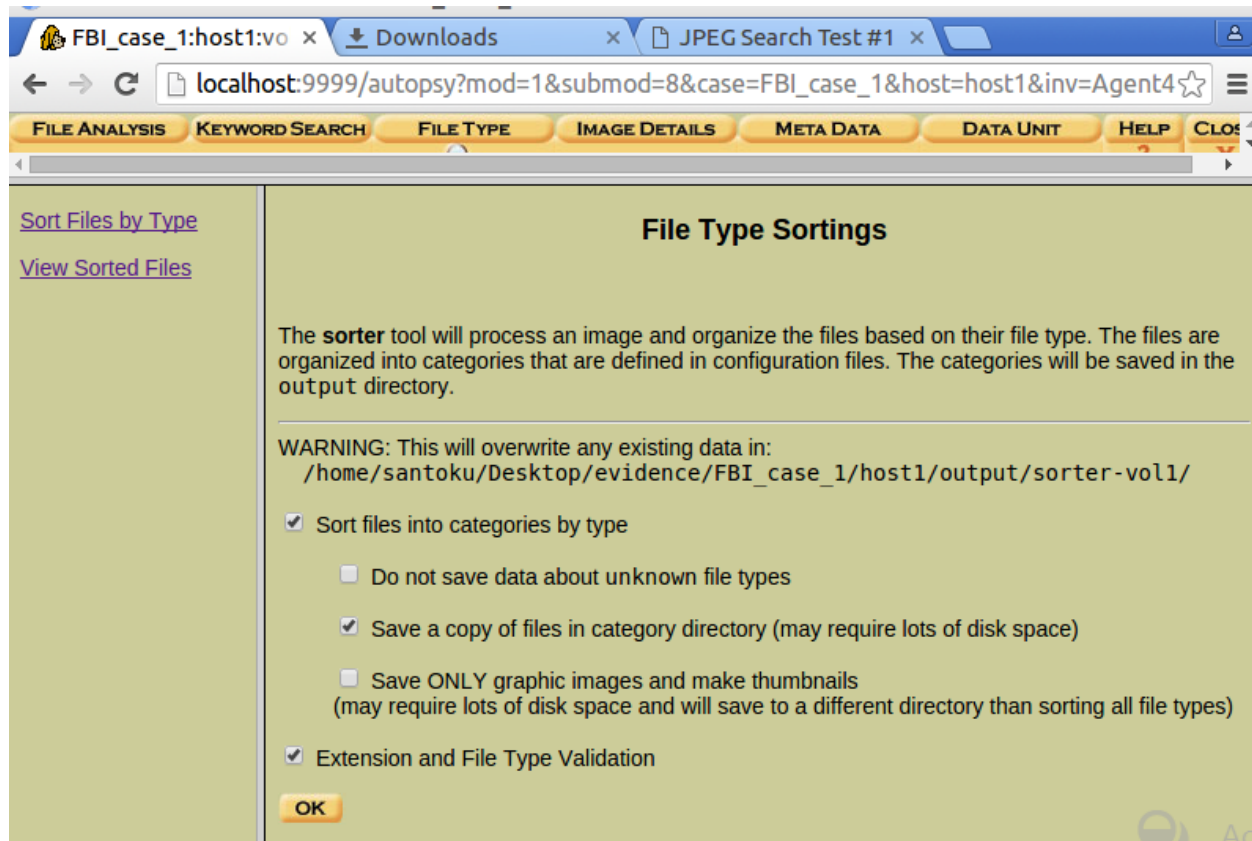 FBI_case_1:host1:vo
Downloads
JPEG Search Test #1
localhost:9999/autopsy?mod=1&submod=8&case=FBI_case_1&host=host1&inv=Agent4
FILE ANALYSIS KEYWORD SEARCH FILE TYPE IMAGE DETAILS META DATA DATA UNIT HELP CLOS
?
X
Sort Files by Type
View Sorted Files
File Type Sortings
The sorter tool will process an image and organize the files based on their file type. The files are
organized into categories that are defined in configuration files. The categories will be saved in the
output directory.
WARNING: This will overwrite any existing data in:
/home/santoku/Desktop/evidence/FBI_case_1/host1/output/sorter-vol1/
Sort files into categories by type
Do not save data about unknown file types
Save a copy of files in category directory (may require lots of disk space)
Save ONLY graphic images and make thumbnails
(may require lots of disk space and will save to a different directory than sorting all file types)
Extension and File Type Validation
OK